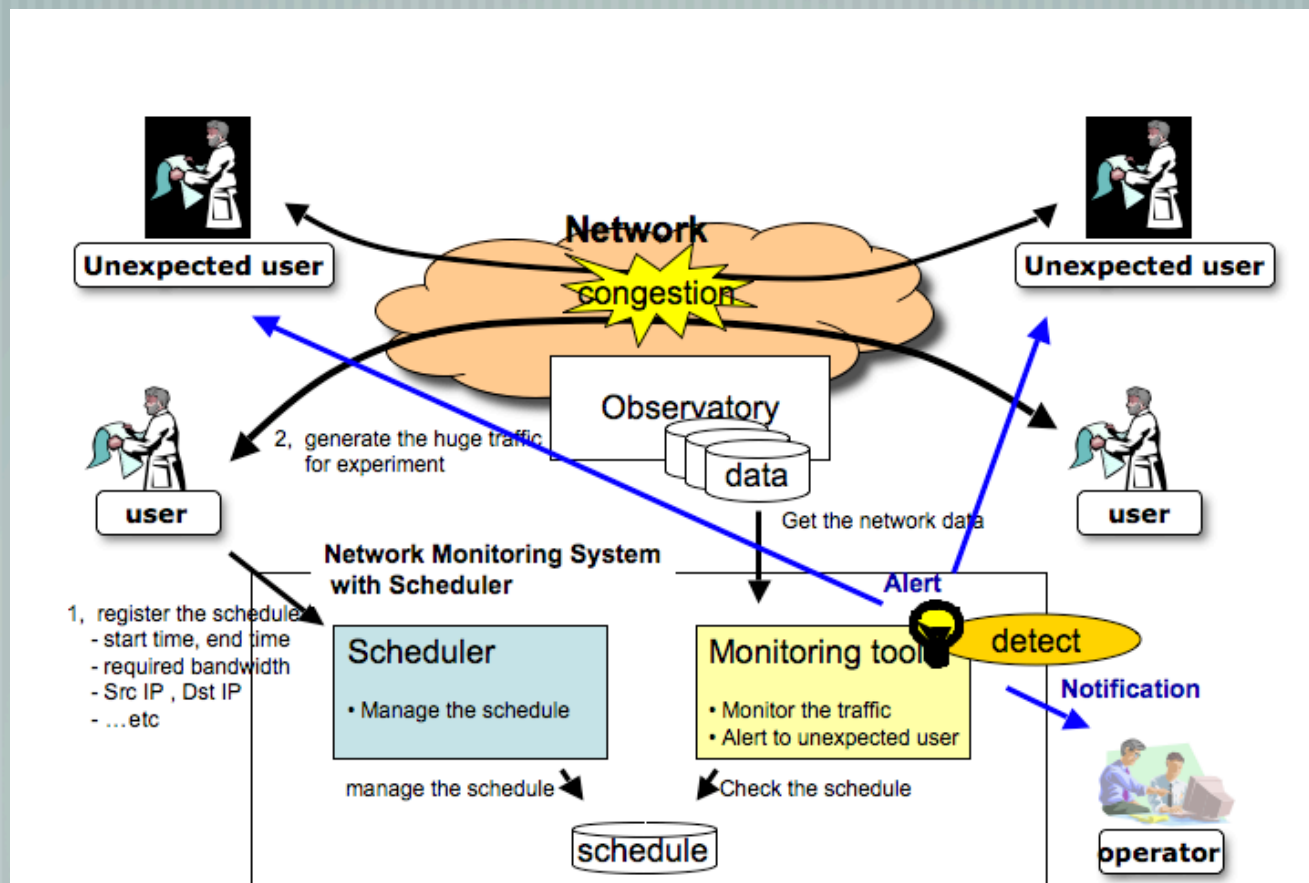 Network
Unexpected user
Unexpected user
congestion
Observatory
data
2, generate the huge traffic
for experiment
user
user
Get the network data
Network Monitoring System
with Scheduler
1, register the schedule
- start time, end time
- required bandwidth
- Src IP , Dst IP
- …etc
Scheduler
• Manage the schedule
Alert
Monitoring tool
• Monitor the traffic
• Alert to unexpected user
detect
Notification
manage the schedule
Check the schedule
schedule
operator